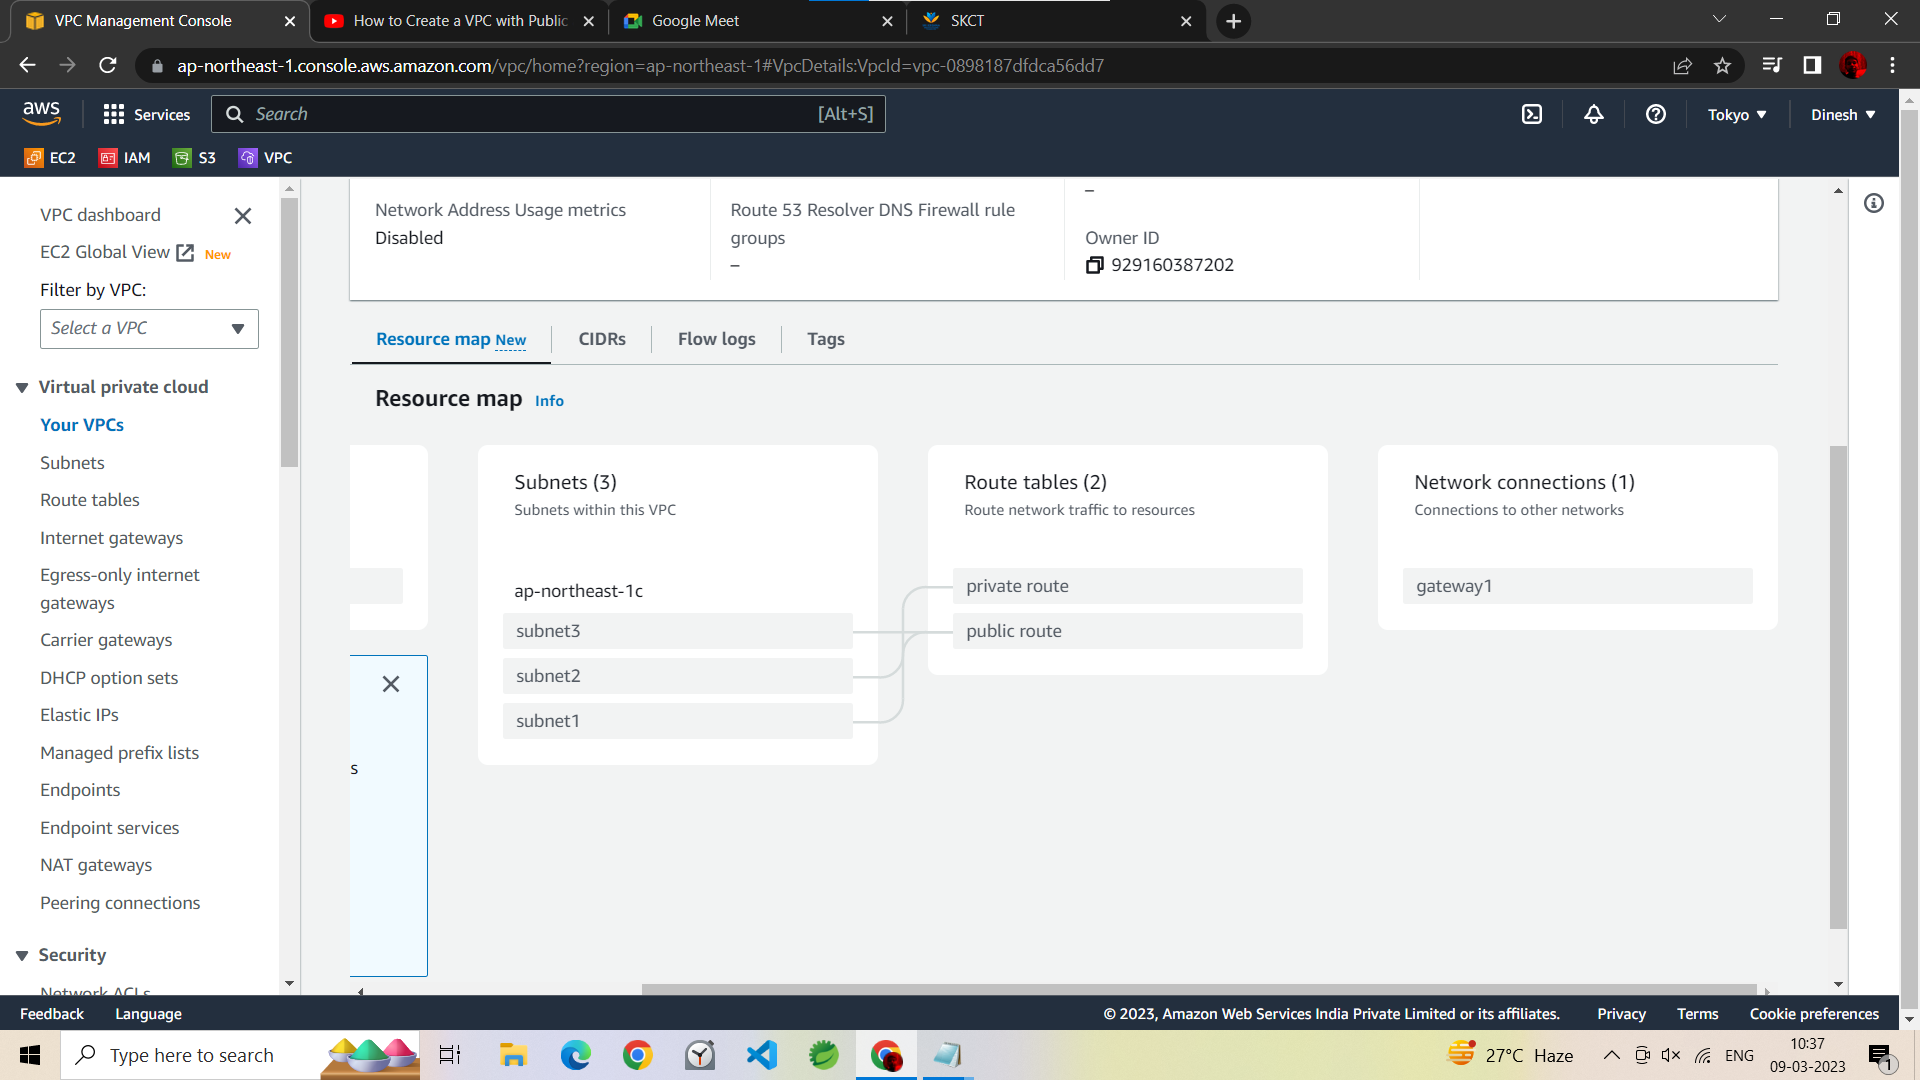 VPC Management Console
How to Create a VPC with Public
Google Meet
SKCT
ap-northeast-1.console.aws.amazon.com/vpc/home?region=ap-northeast-1#VpcDetails:VpcId=vpc-0898187dfdca56dd7
aws
Services
Search
[Alt+S]
Tokyo
Dinesh
EC2
IAM
S3
VPC
VPC dashboard
EC2 Global View New
Filter by VPC:
Select a VPC
Virtual private cloud
Your VPCs
Subnets
Route tables
Internet gateways
Egress-only internet
gateways
Carrier gateways
DHCP option sets
Elastic IPs
Managed prefix lists
Endpoints
Endpoint services
NAT gateways
Peering connections
Security
Network ACLs
Network Address Usage metrics
Disabled
Route 53 Resolver DNS Firewall rule
groups
–
–
Owner ID
929160387202
Resource map New
CIDRs
Flow logs
Tags
Resource map Info
s
Subnets (3)
Subnets within this VPC
ap-northeast-1c
subnet3
subnet2
subnet1
Route tables (2)
Route network traffic to resources
private route
public route
Network connections (1)
Connections to other networks
gateway1
Feedback
Language
© 2023, Amazon Web Services India Private Limited or its affiliates.
Privacy
Terms
Cookie preferences
Type here to search
27°C Haze
ENG
10:37
09-03-2023
1